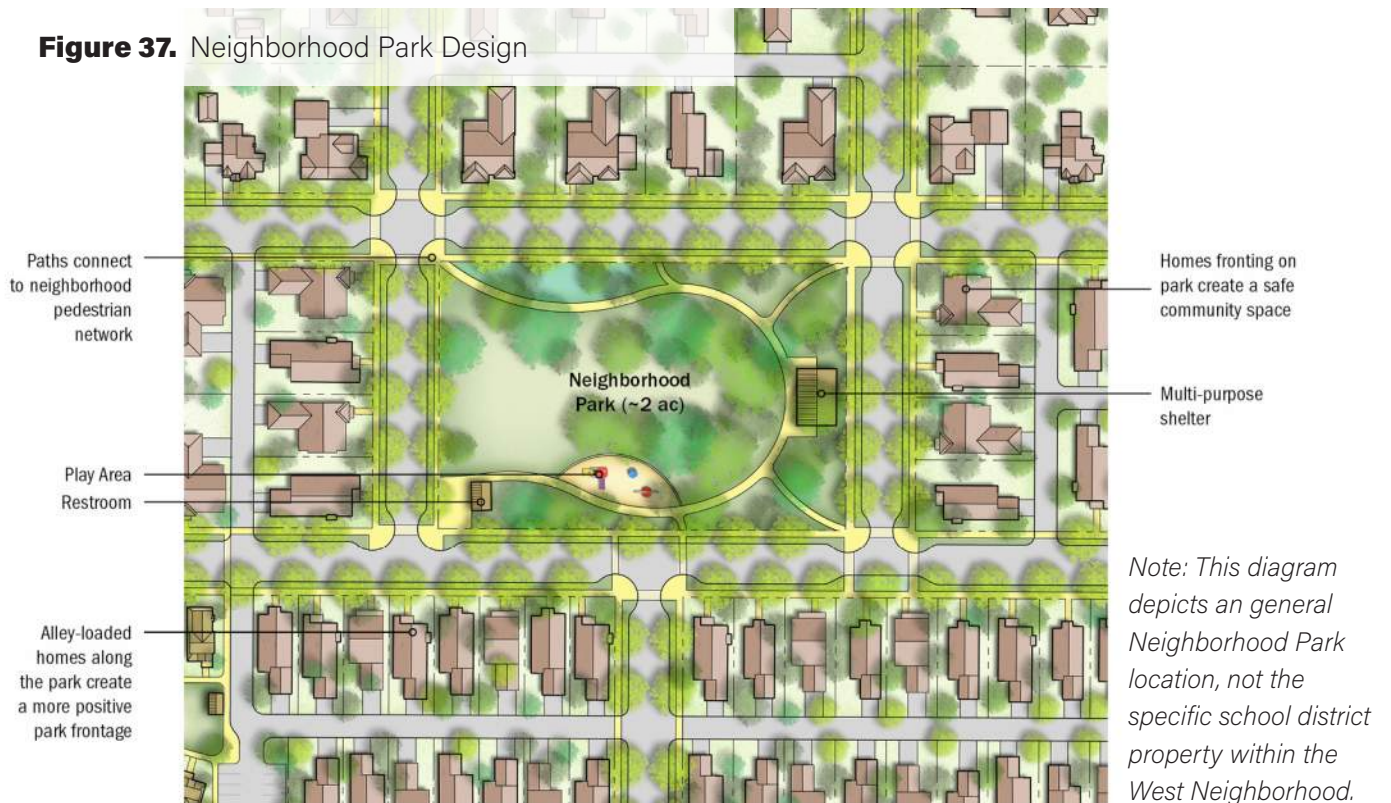 Figure 37. Neighborhood Park Design
Paths connect
to neighborhood
pedestrian
network
Homes fronting on
park create a safe
community space
Neighborhood
Park (~2 ac)
Multi-purpose
shelter
Play Area
Restroom
Alley-loaded
homes along
the park create
a more positive
park frontage
Note: This diagram
depicts an general
Neighborhood Park
location, not the
specific school district
property within the
West Neighborhood.